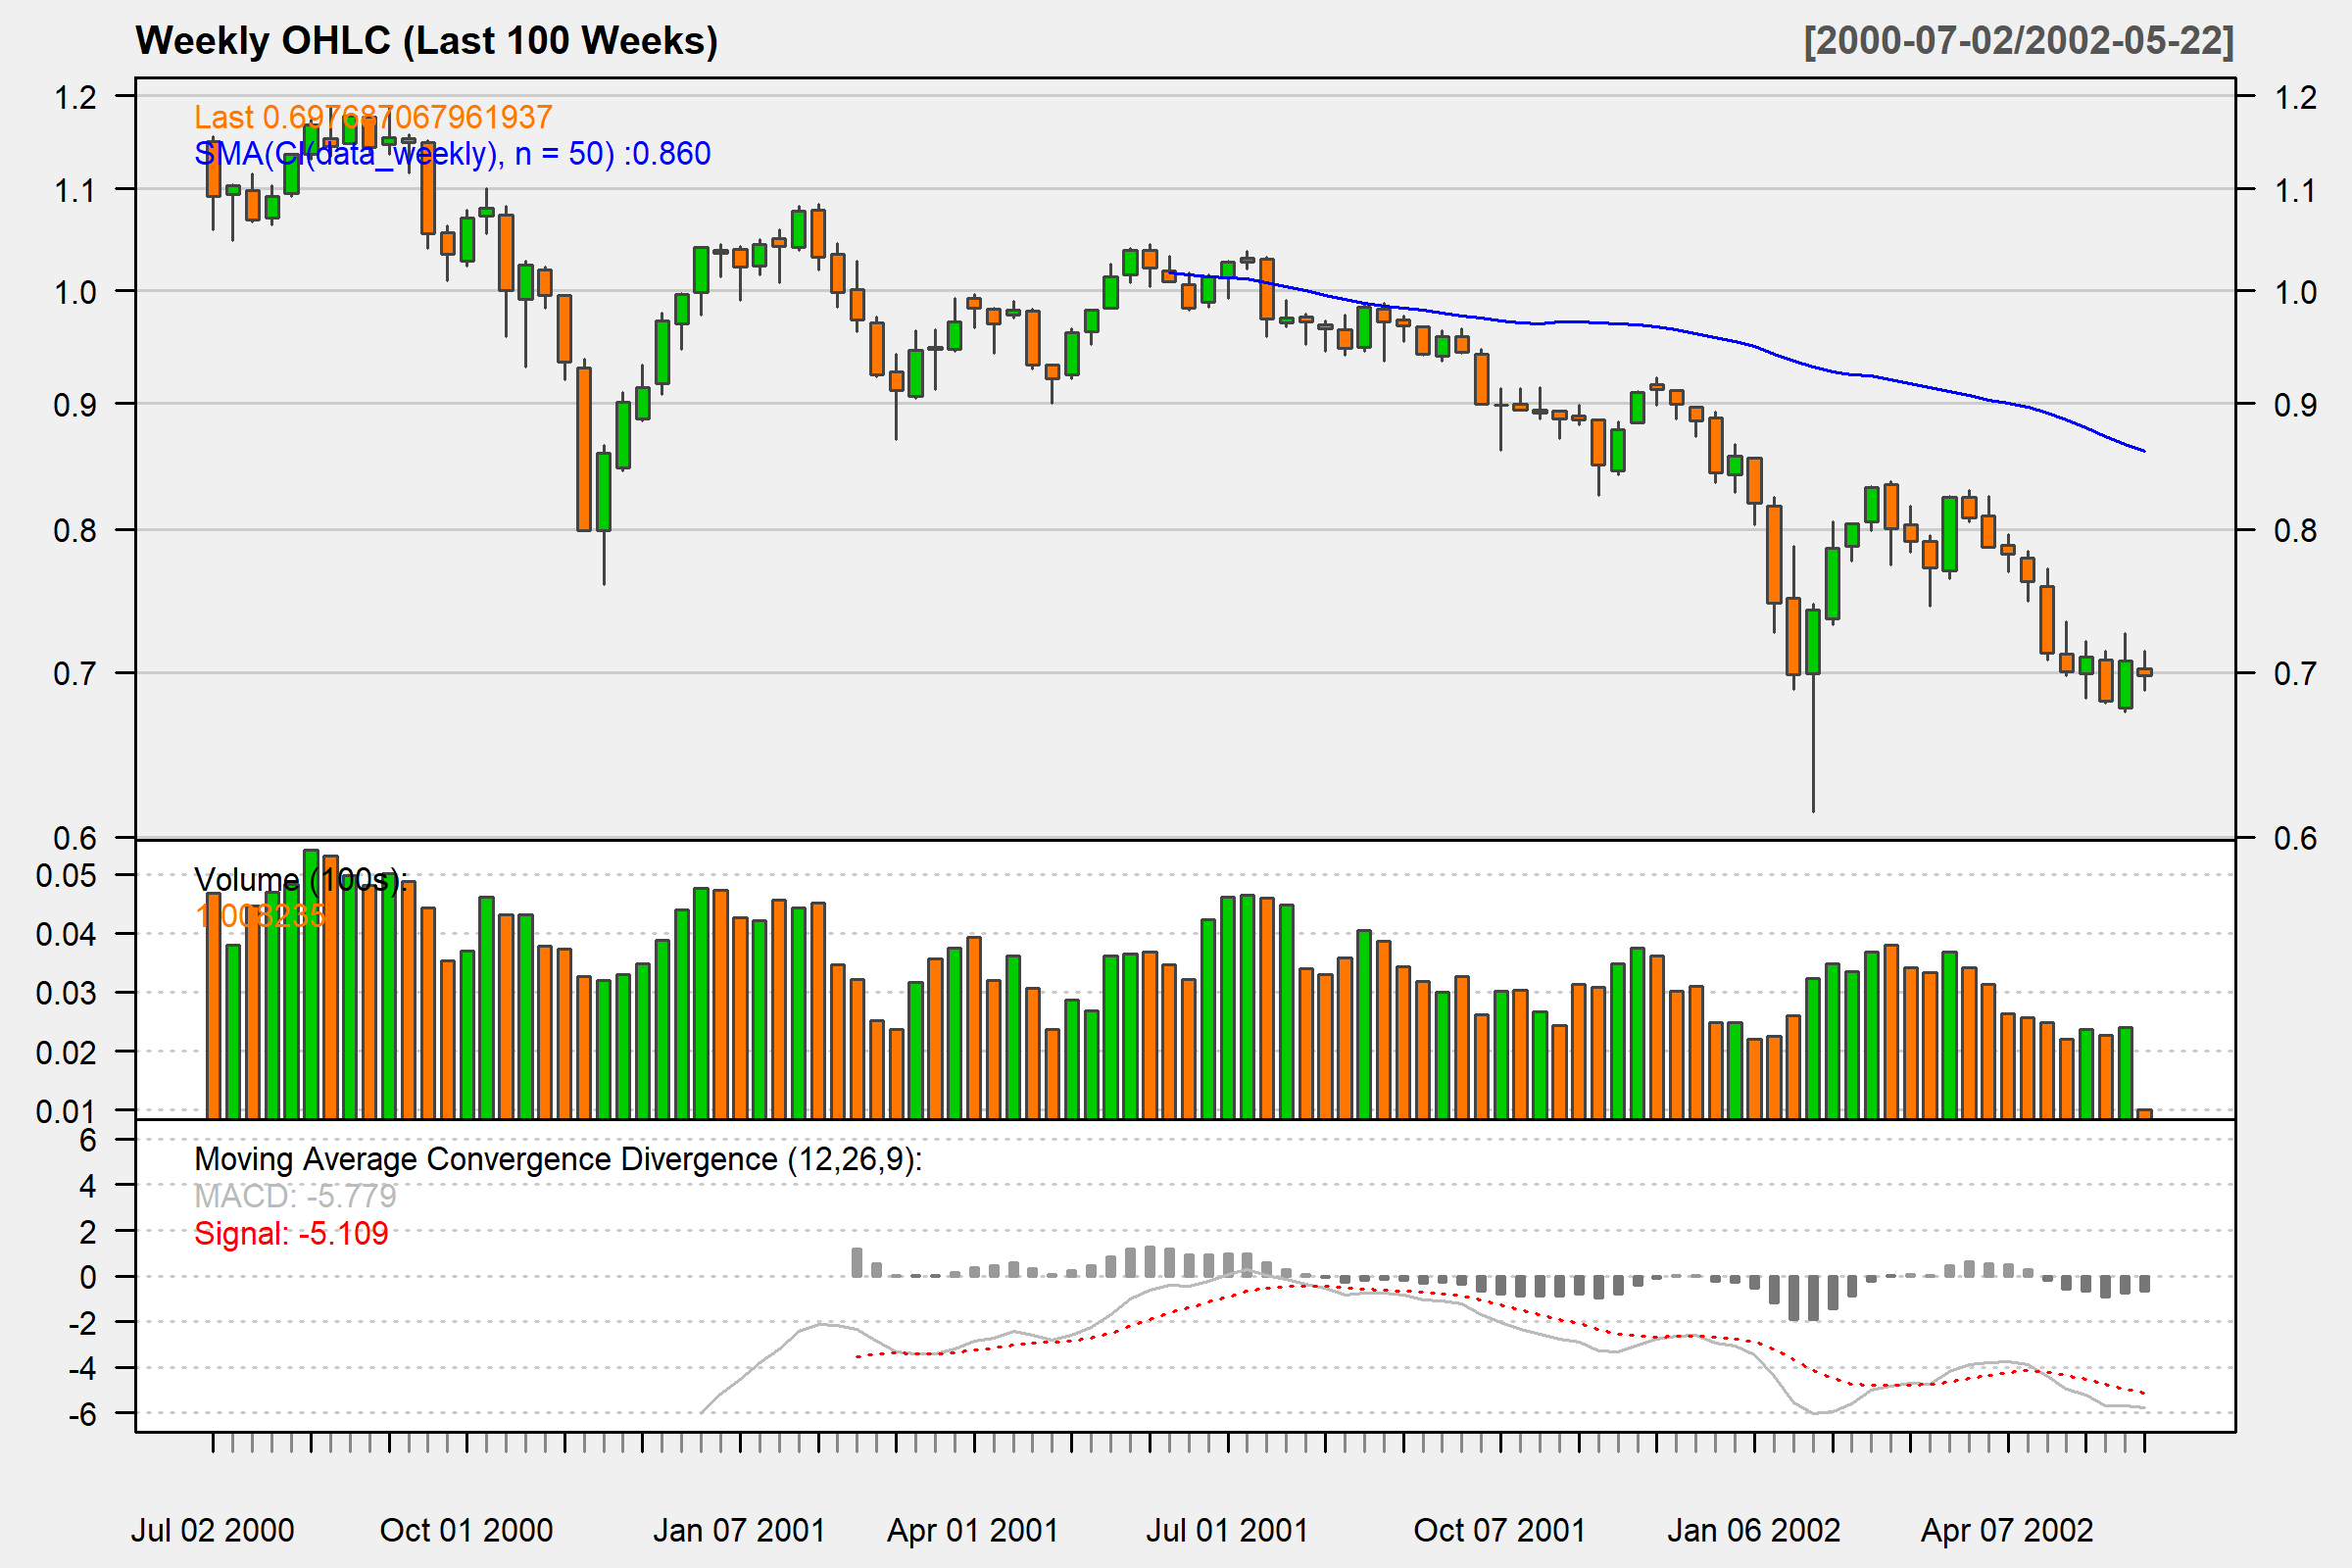 Weekly OHLC (Last 100 Weeks) [2000-07-02/2002-05-22]
Last 0.697687067961937
SMA(Cl(data_weekly), n = 50) :0.860
1.2 1.2
1.1 1.1
1.0 1.0
0.9 0.9
0.8 0.8
0.7 0.7
0.6 0.6
Volume (100s):
1.008235
0.05
0.04
0.03
0.02
0.01
Moving Average Convergence Divergence (12,26,9):
MACD: -5.779
Signal: -5.109
6
4
2
0
-2
-4
-6
Jul 02 2000 Oct 01 2000 Jan 07 2001 Apr 01 2001 Jul 01 2001 Oct 07 2001 Jan 06 2002 Apr 07 2002